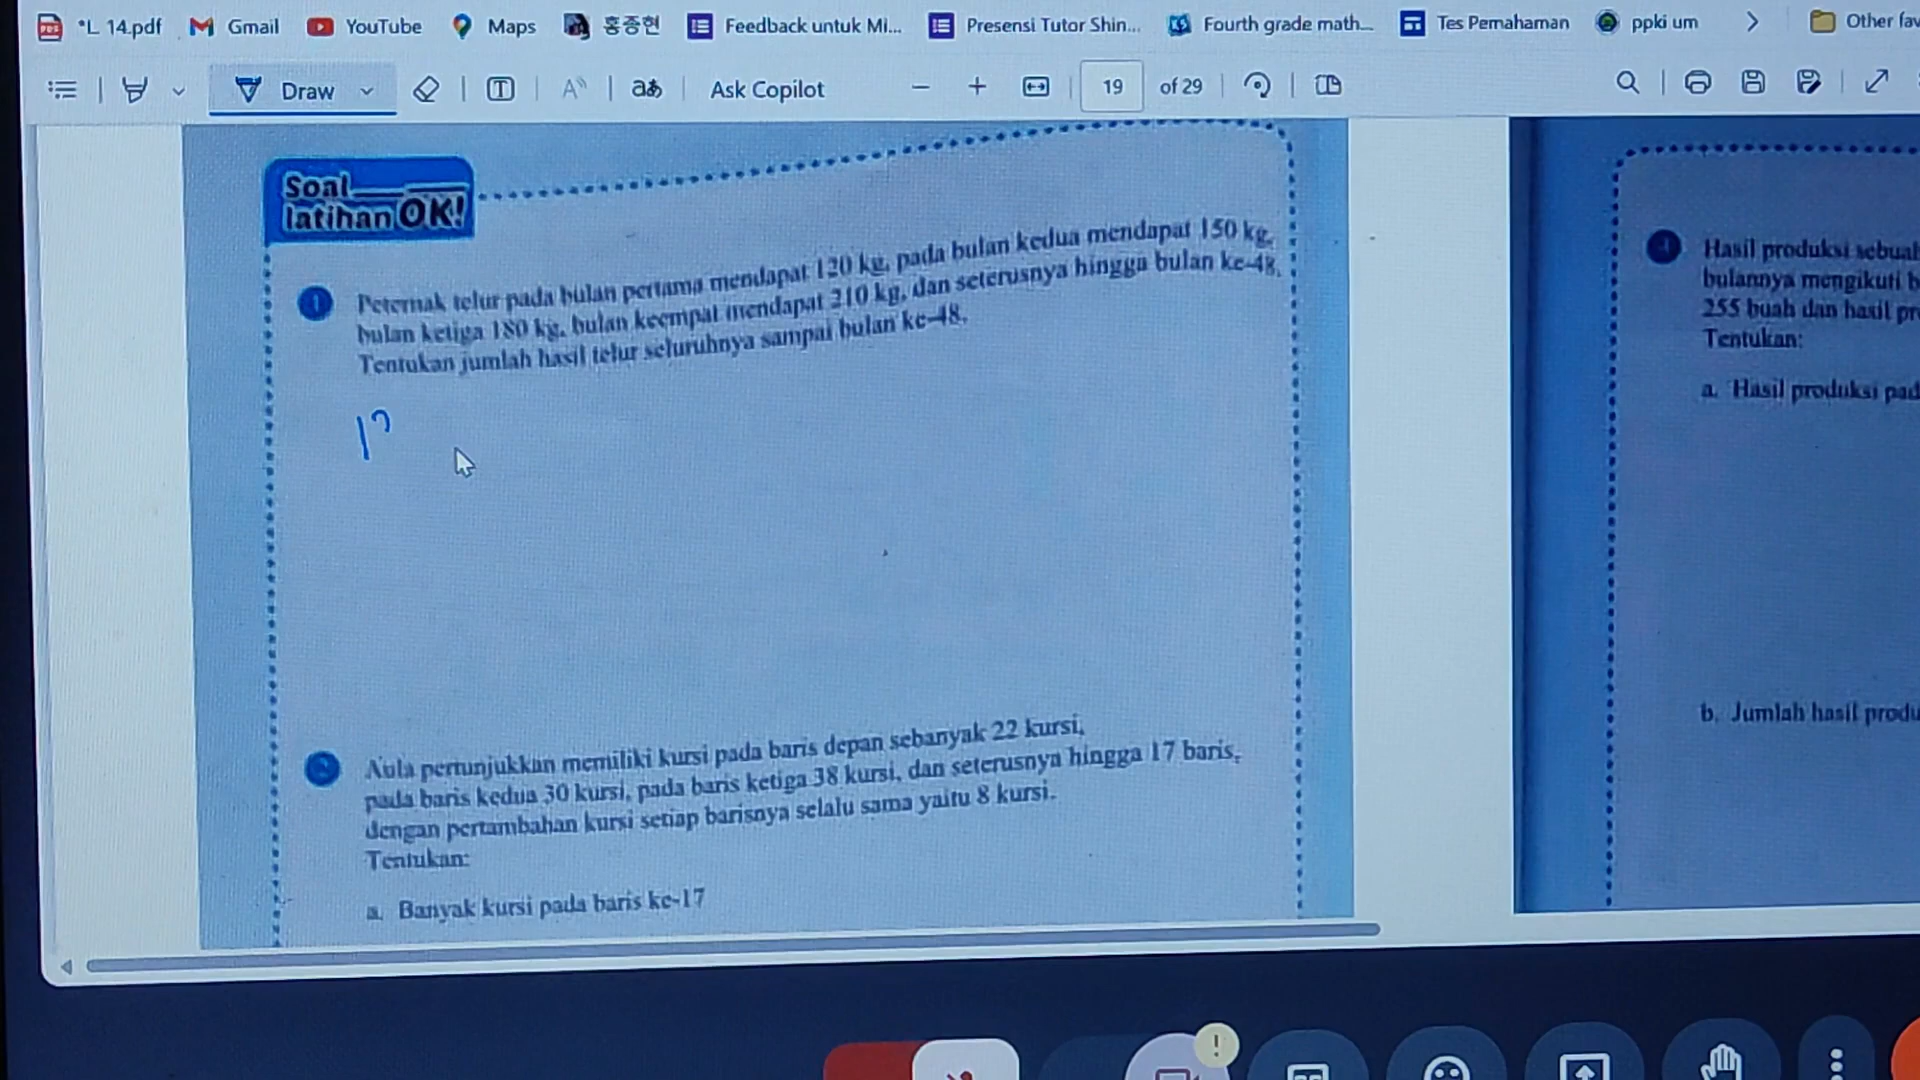 *L 14.pdf Gmail YouTube Maps 홍종현 Feedback untuk Mi... Presensi Tutor Shin... Fourth grade math... Tes Pemahaman ppki um Other fav
Draw T A aあ Ask Copilot 19 of 29
Soal
latihan OK!
1 Peternak telur pada bulan pertama mendapat 120 kg, pada bulan kedua mendapat 150 kg,
bulan ketiga 180 kg, bulan keempat mendapat 210 kg, dan seterusnya hingga bulan ke-48.
Tentukan jumlah hasil telur seluruhnya sampai bulan ke-48.
2 Aula pertunjukkan memiliki kursi pada baris depan sebanyak 22 kursi,
pada baris kedua 30 kursi, pada baris ketiga 38 kursi, dan seterusnya hingga 17 baris,
dengan pertambahan kursi setiap barisnya selalu sama yaitu 8 kursi.
Tentukan:
a. Banyak kursi pada baris ke-17
Hasil produksi sebuah
bulannya mengikuti b
255 buah dan hasil pr
Tentukan:
a. Hasil produksi pad
b. Jumlah hasil produ